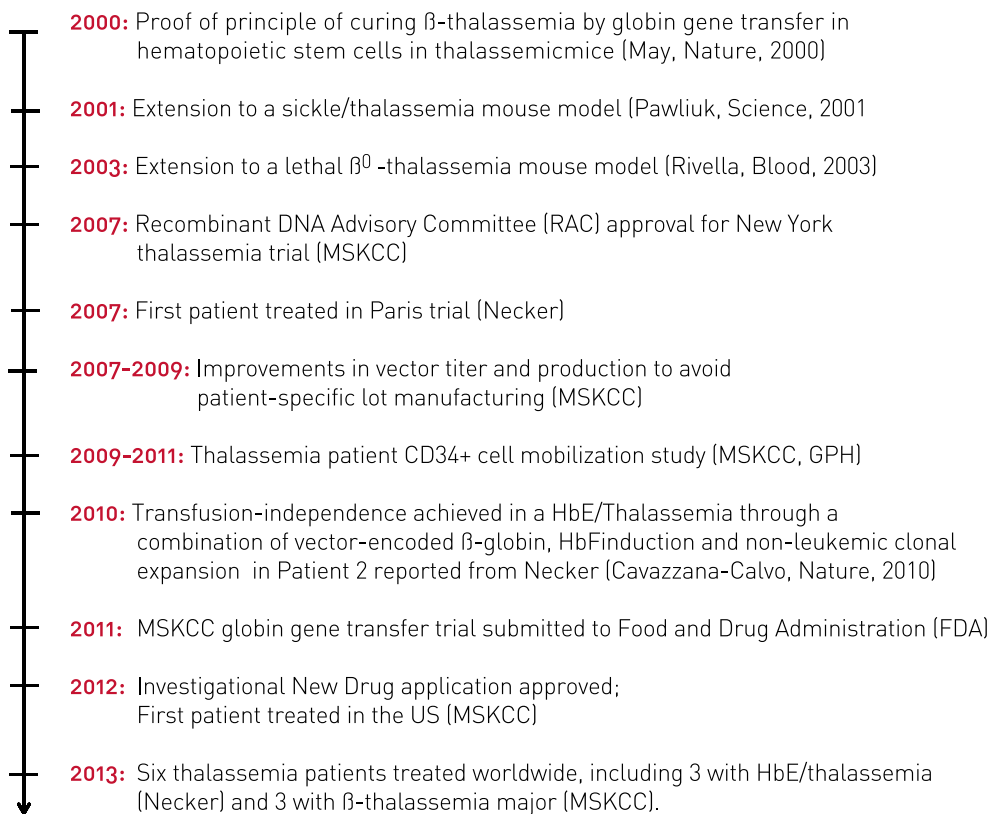 2000: Proof of principle of curing ß-thalassemia by globin gene transfer in
hematopoietic stem cells in thalassemicmice (May, Nature, 2000)
2001: Extension to a sickle/thalassemia mouse model (Pawliuk, Science, 2001
2003: Extension to a lethal ß⁰ -thalassemia mouse model (Rivella, Blood, 2003)
2007: Recombinant DNA Advisory Committee (RAC) approval for New York
thalassemia trial (MSKCC)
2007: First patient treated in Paris trial (Necker)
2007-2009: Improvements in vector titer and production to avoid
patient-specific lot manufacturing (MSKCC)
2009-2011: Thalassemia patient CD34+ cell mobilization study (MSKCC, GPH)
2010: Transfusion-independence achieved in a HbE/Thalassemia through a
combination of vector-encoded ß-globin, HbFinduction and non-leukemic clonal
expansion in Patient 2 reported from Necker (Cavazzana-Calvo, Nature, 2010)
2011: MSKCC globin gene transfer trial submitted to Food and Drug Administration (FDA)
2012: Investigational New Drug application approved;
First patient treated in the US (MSKCC)
2013: Six thalassemia patients treated worldwide, including 3 with HbE/thalassemia
(Necker) and 3 with ß-thalassemia major (MSKCC).